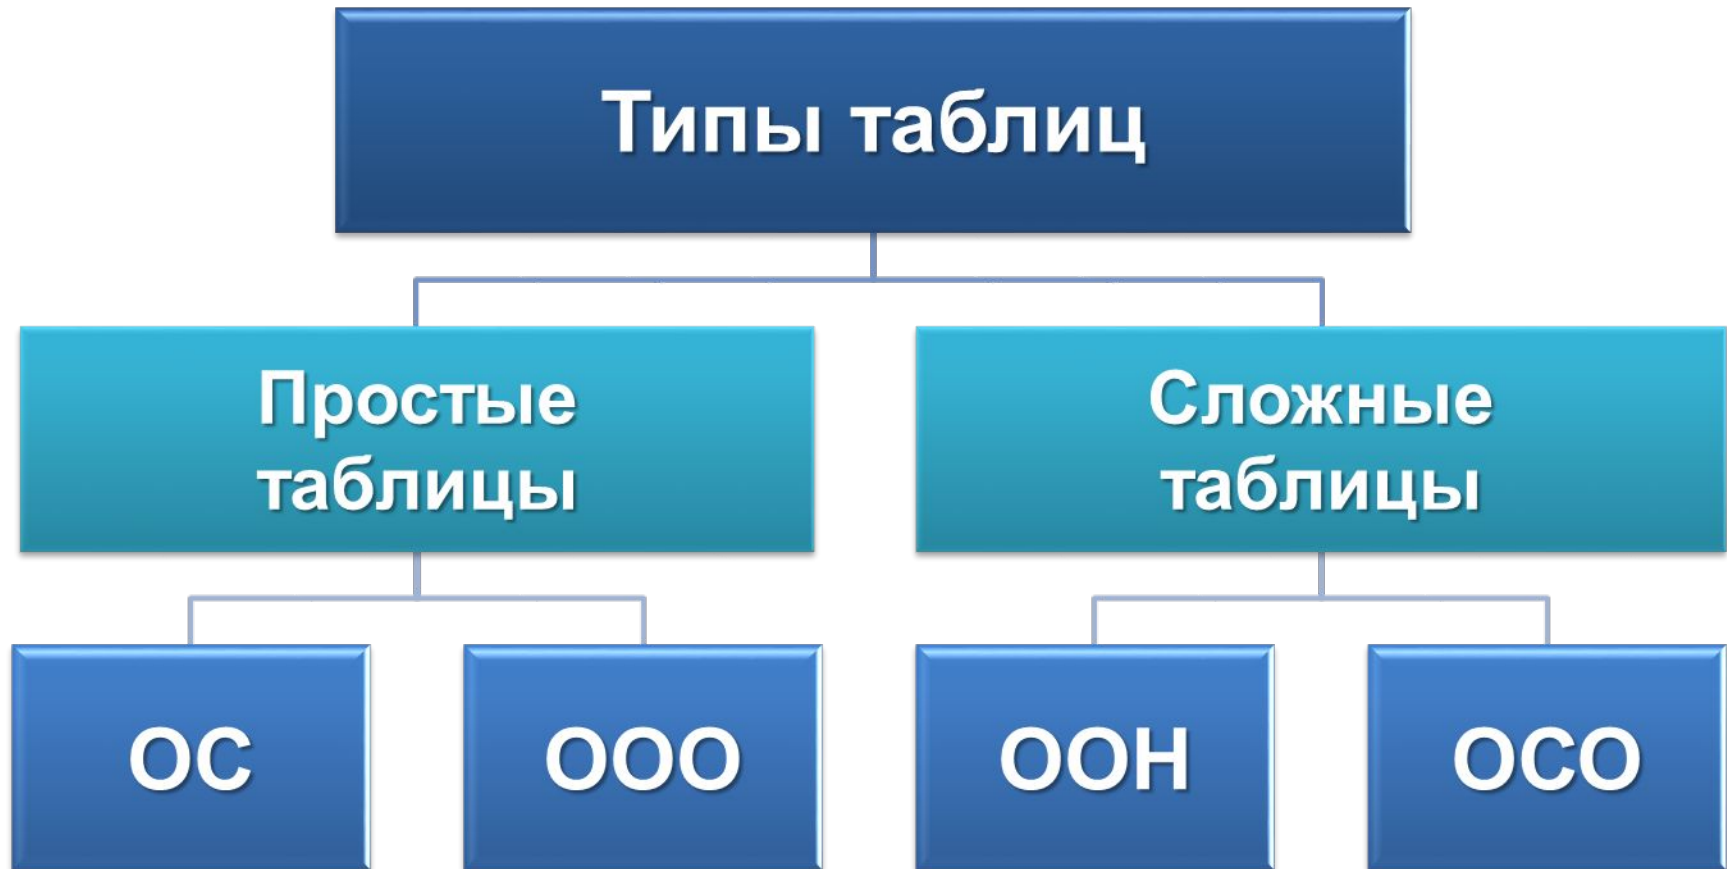 Типы таблиц
Простые
таблицы
Сложные
таблицы
ОС
ООО
ООН
ОСО